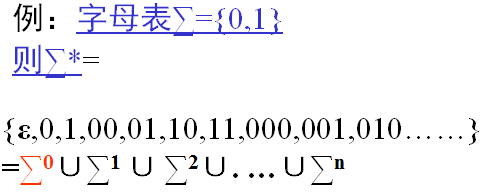 例：字母表∑={0,1}
则∑*=
{ε,0,1,00,01,10,11,000,001,010……}
=∑⁰ ∪ ∑¹ ∪ ∑² ∪ . … ∪ ∑ⁿ